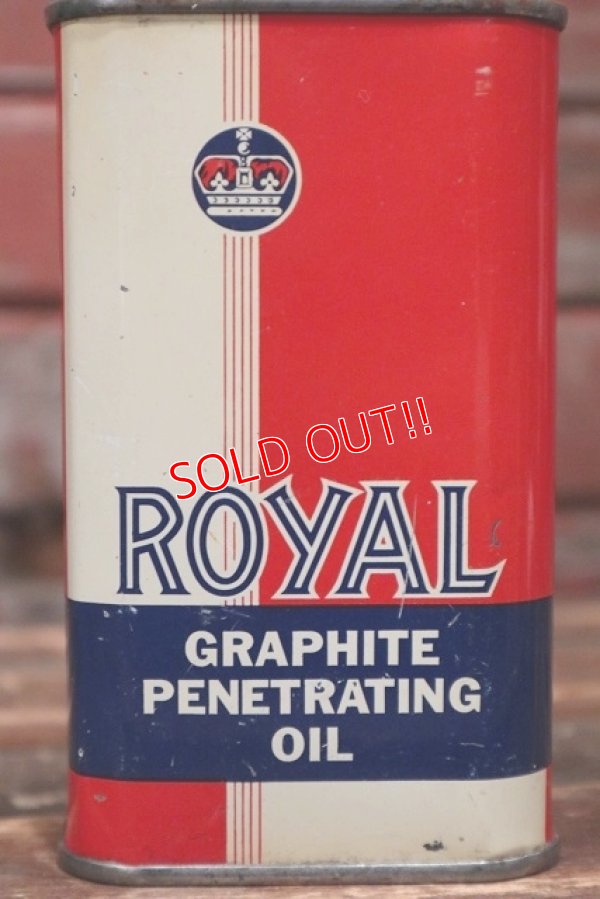 SOLD OUT!!
ROYAL
GRAPHITE
PENETRATING
OIL